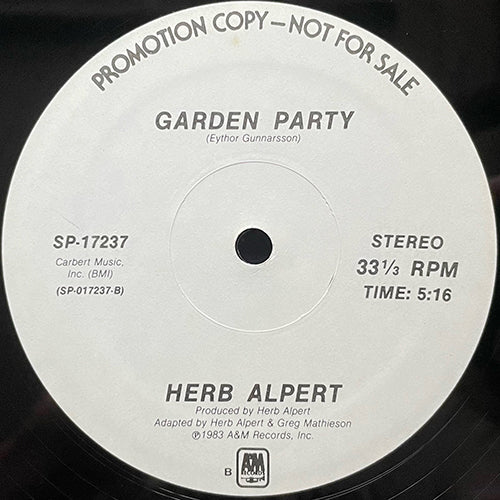 PROMOTION COPY—NOT FOR SALE
GARDEN PARTY
(Eythor Gunnarsson)
SP-17237
Carbert Music,
Inc. (BMI)
(SP-017237-B)
STEREO
33⅓ RPM
TIME: 5:16
HERB ALPERT
Produced by Herb Alpert
Adapted by Herb Alpert & Greg Mathieson
℗1983 A&M Records, Inc.
B
A&M
RECORDS